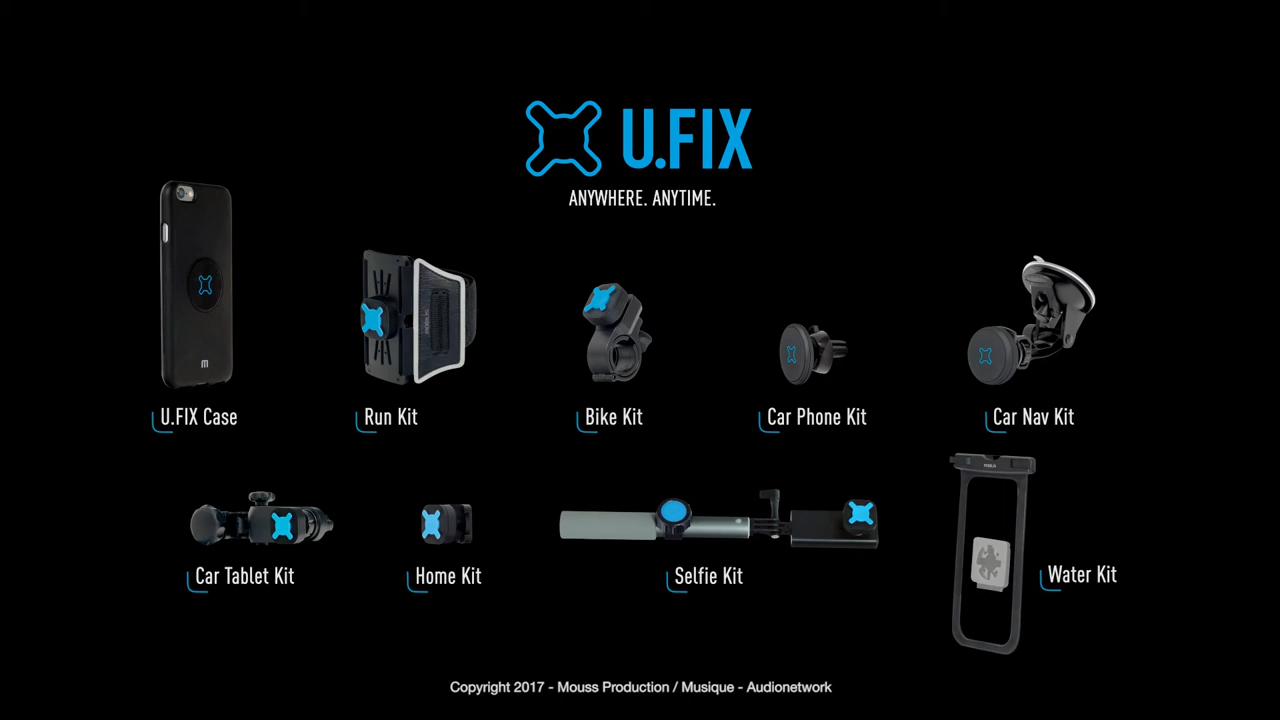 U.FIX
ANYWHERE. ANYTIME.
U.FIX Case
Run Kit
Bike Kit
Car Phone Kit
Car Nav Kit
Car Tablet Kit
Home Kit
Selfie Kit
Water Kit
Copyright 2017 - Mouss Production / Musique - Audionetwork